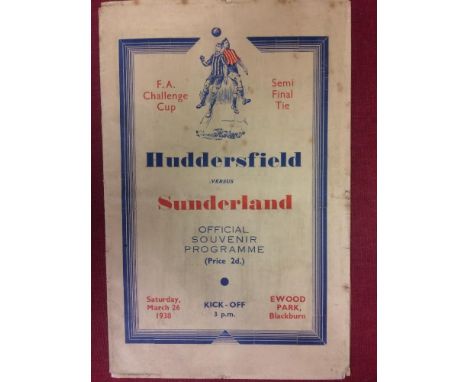 F.A.
Challenge
Cup
Semi
Final
Tie
Huddersfield
VERSUS
Sunderland
OFFICIAL
SOUVENIR
PROGRAMME
(Price 2d.)
Saturday,
March 26
1938
KICK-OFF
3 p.m.
EWOOD
PARK,
Blackburn